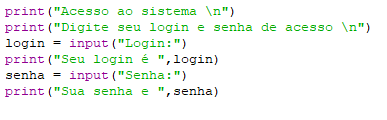 print("Acesso ao sistema \n")
print("Digite seu login e senha de acesso \n")
login = input("Login:")
print("Seu login é ",login)
senha = input("Senha:")
print("Sua senha e ",senha)